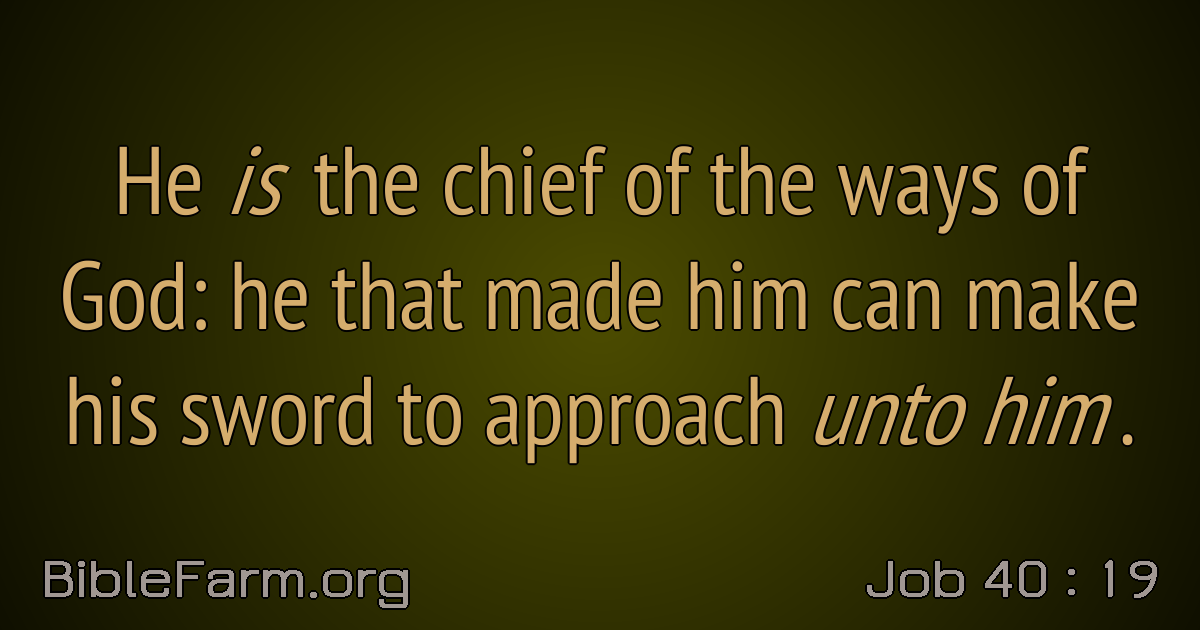 He is the chief of the ways of
God: he that made him can make
his sword to approach unto him.
BibleFarm.org
Job 40 : 19